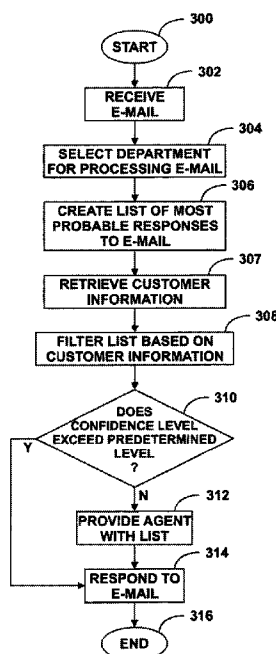 300
START
302
RECEIVE
E-MAIL
304
SELECT DEPARTMENT
FOR PROCESSING E-MAIL
306
CREATE LIST OF MOST
PROBABLE RESPONSES
TO E-MAIL
307
RETRIEVE CUSTOMER
INFORMATION
308
FILTER LIST BASED ON
CUSTOMER INFORMATION
310
DOES
CONFIDENCE LEVEL
EXCEED PREDETERMINED
LEVEL
?
Y
N
312
PROVIDE AGENT
WITH LIST
314
RESPOND TO
E-MAIL
316
END